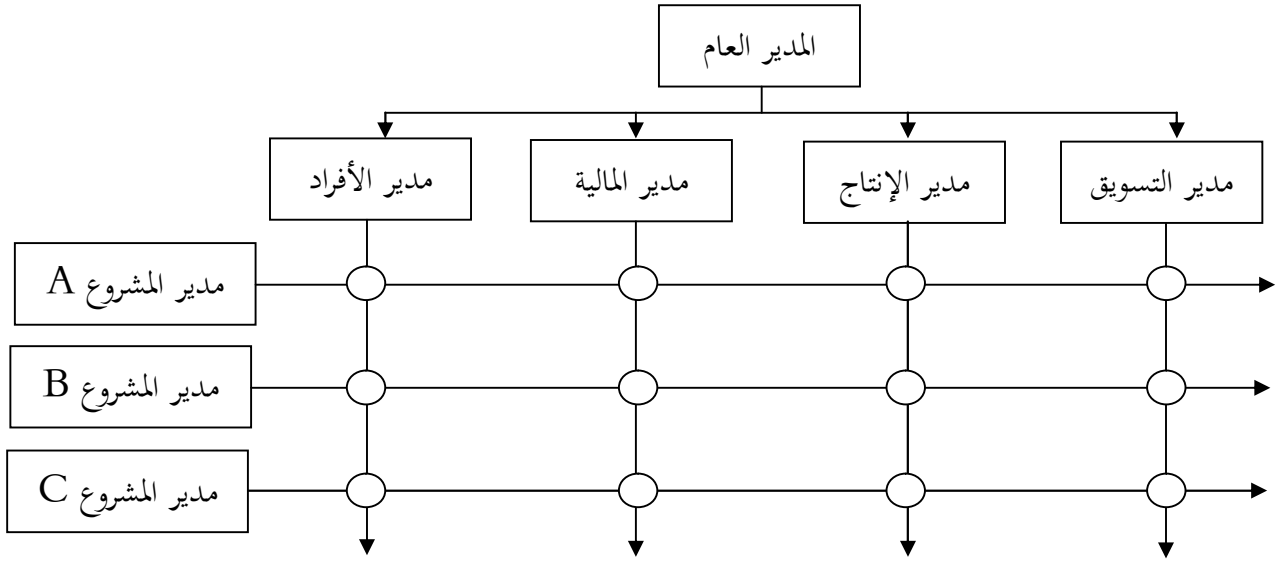 المدير العام
مدير التسويق
مدير الإنتاج
مدير المالية
مدير الأفراد
مدير المشروع A
مدير المشروع B
مدير المشروع C